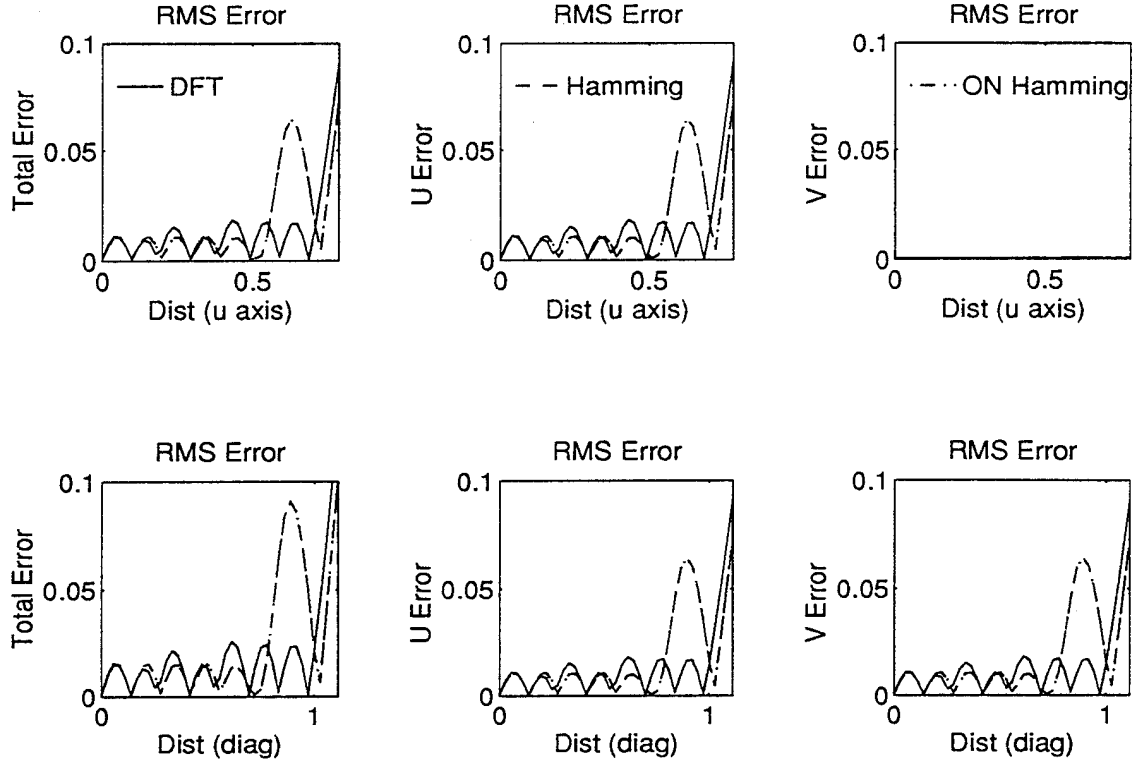 RMS Error
0.1
DFT
0.05
0
0
0.5
Total Error
Dist (u axis)
RMS Error
0.1
Hamming
0.05
0
0
0.5
U Error
Dist (u axis)
RMS Error
0.1
ON Hamming
0.05
0
0
0.5
V Error
Dist (u axis)
RMS Error
0.1
0.05
0
0
1
Total Error
Dist (diag)
RMS Error
0.1
0.05
0
0
1
U Error
Dist (diag)
RMS Error
0.1
0.05
0
0
1
V Error
Dist (diag)